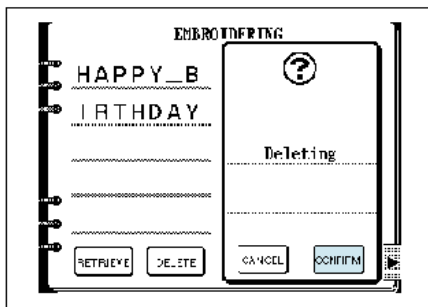 EMBROIDERING
HAPPY_B
IRTHDAY
?
Deleting
RETRIEVE DELETE
CANCEL CONFIRM